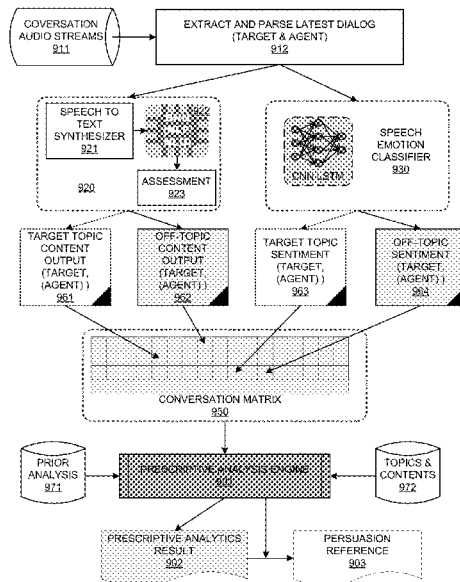 COVERSATION
AUDIO STREAMS
911
EXTRACT AND PARSE LATEST DIALOG
(TARGET & AGENT)
912
SPEECH TO
TEXT
SYNTHESIZER
921
922
920
ASSESSMENT
923
CNN-LSTM
SPEECH
EMOTION
CLASSIFIER
930
TARGET TOPIC
CONTENT
OUTPUT
(TARGET,
(AGENT) )
961
OFF-TOPIC
CONTENT
OUTPUT
(TARGET,
(AGENT) )
962
TARGET TOPIC
SENTIMENT
(TARGET,
(AGENT) )
963
OFF-TOPIC
SENTIMENT
(TARGET,
(AGENT) )
964
CONVERSATION MATRIX
950
PRIOR
ANALYSIS
971
PRESCRIPTIVE ANALYSIS ENGINE
TOPICS &
CONTENTS
972
PRESCRIPTIVE ANALYTICS
RESULT
902
PERSUASION
REFERENCE
903